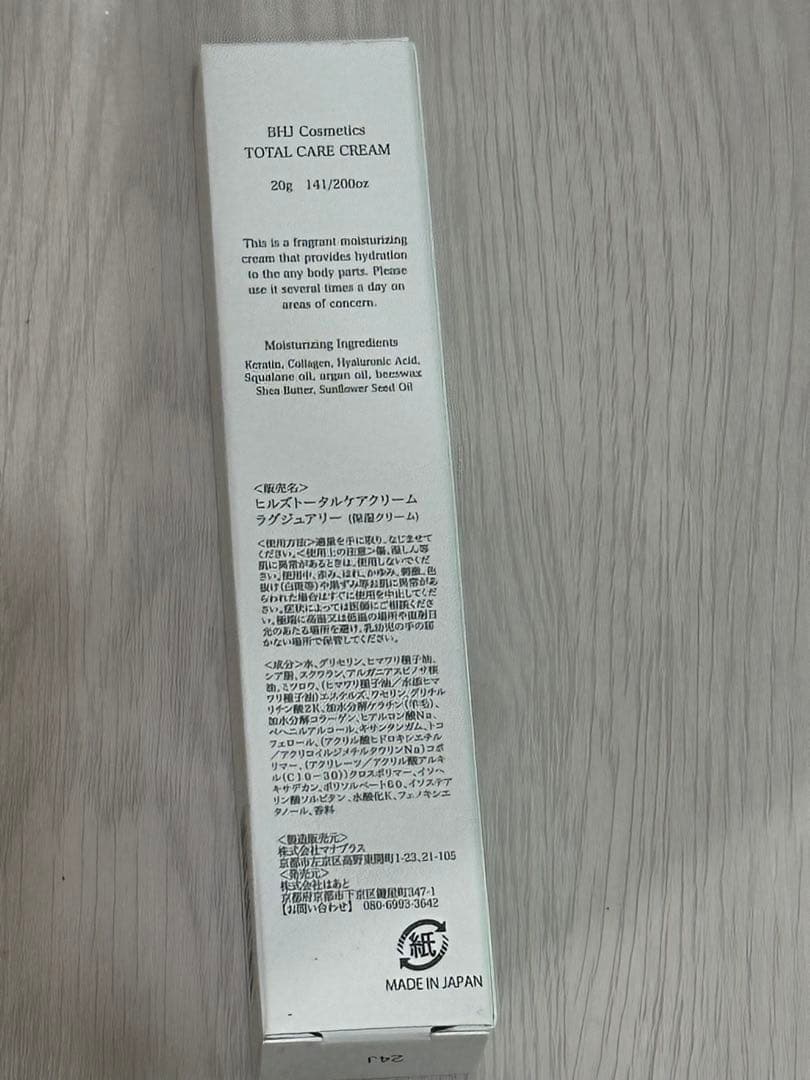 BHJ Cosmetics
TOTAL CARE CREAM
20g 141/200oz
This is a fragrant moisturizing
cream that provides hydration
to the any body parts. Please
use it several times a day on
areas of concern.
Moisturizing Ingredients
Keratin, Collagen, Hyaluronic Acid,
Squalane oil, argan oil, beeswax
Shea Butter, Sunflower Seed Oil
<販売名>
ヒルズトータルケアクリーム
ラグジュアリー (保湿クリーム)
<使用方法>適量を手に取り、なじませて
ください。<使用上の注意>傷、湿しん等
肌に異常があるときは、使用しないでくだ
さい。使用中、赤み、はれ、かゆみ、刺激、色
抜け(白斑等)や黒ずみ等お肌に異常があ
らわれた場合はすぐに使用を中止してくだ
さい。症状によっては医師にご相談くださ
い。極端に高温又は低温の場所や直射日
光のあたる場所を避け、乳幼児の手の届
かない場所で保管してください。
<成分>水、グリセリン、ヒマワリ種子油、
シア脂、スクワラン、アルガニアスピノサ核
油、ミツロウ、(ヒマワリ種子油/水添ヒマ
ワリ種子油)エステルズ、ワセリン、グリチル
リチン酸2K、加水分解ケラチン(羊毛)、
加水分解コラーゲン、ヒアルロン酸Na、
ベヘニルアルコール、キサンタンガム、トコ
フェロール、(アクリル酸ヒドロキシエチル
/アクリロイルジメチルタウリンNa)コポ
リマー、(アクリレーツ/アクリル酸アルキ
ル(C10-30))クロスポリマー、イソヘ
キサデカン、ポリソルベート60、イソステア
リン酸ソルビタン、水酸化K、フェノキシエ
タノール、香料
<製造販売元>
株式会社マナプラス
京都市左京区高野東開町1-23、21-105
<発売元>
株式会社はあと
京都府京都市下京区鍵屋町347-1
【お問い合わせ】 080-6993-3642
紙
MADE IN JAPAN
24J